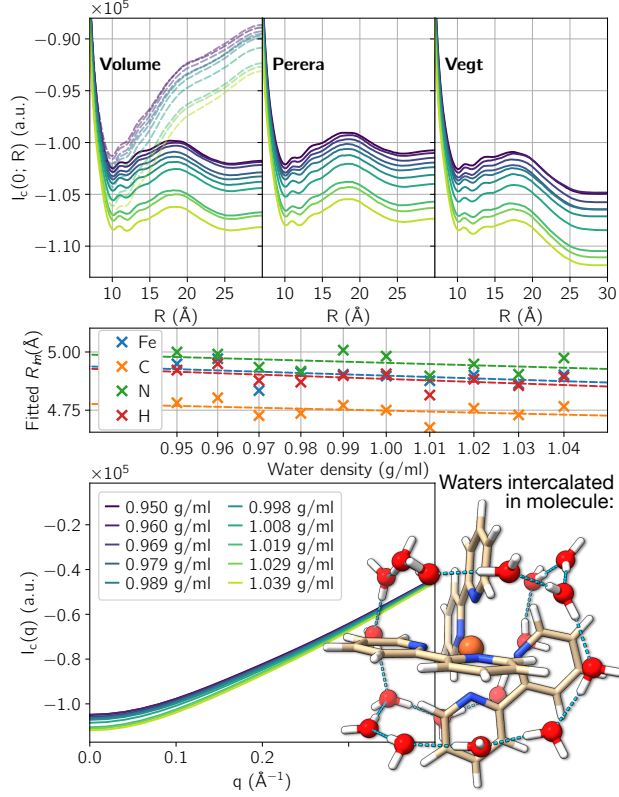 ×10⁵
Volume
Perera
Vegt
I_c(0; R) (a.u.)
−0.90
−0.95
−1.00
−1.05
−1.10
10 15 20 25
10 15 20 25
10 15 20 25 30
R (Å)
R (Å)
R (Å)
Fitted R_m(Å)
5.00
4.75
Fe
C
N
H
0.95 0.96 0.97 0.98 0.99 1.00 1.01 1.02 1.03 1.04
Water density (g/ml)
×10⁵
Waters intercalated
in molecule:
0.950 g/ml
0.960 g/ml
0.969 g/ml
0.979 g/ml
0.989 g/ml
0.998 g/ml
1.008 g/ml
1.019 g/ml
1.029 g/ml
1.039 g/ml
I_c(q) (a.u.)
−0.2
−0.4
−0.6
−0.8
−1.0
0.0 0.1 0.2
q (Å⁻¹)